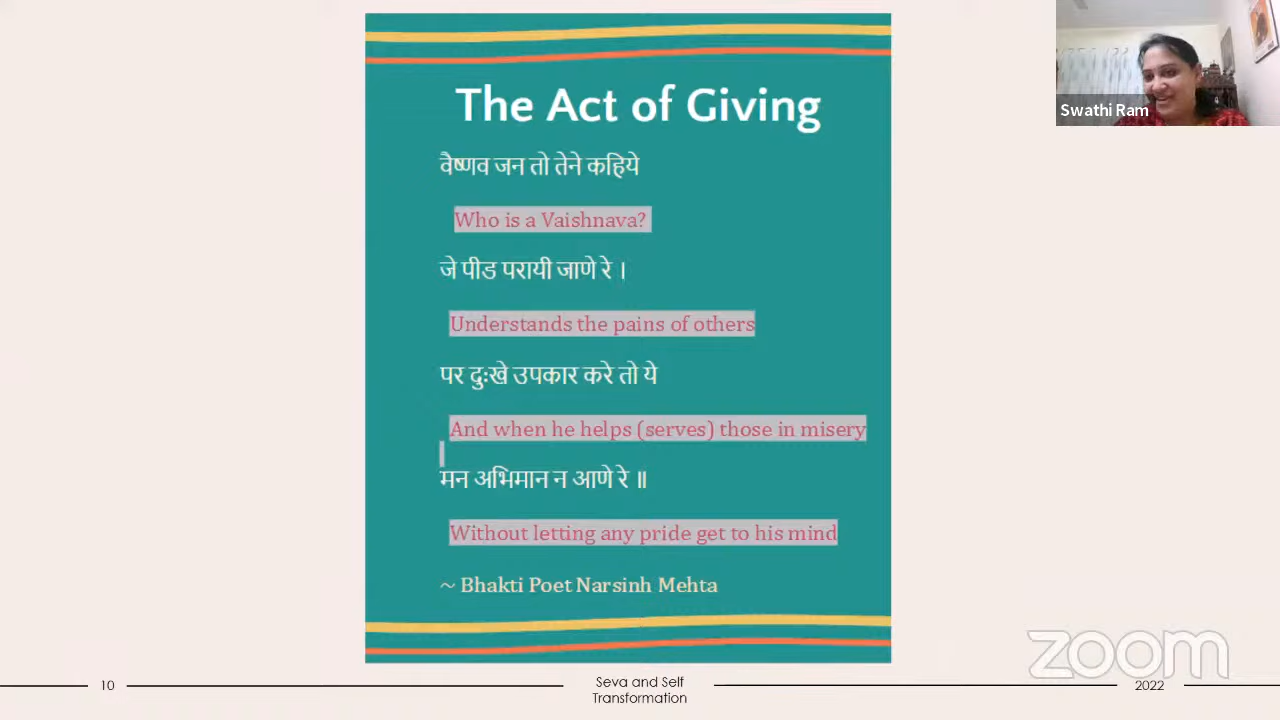 The Act of Giving
वैष्णव जन तो तेने कहिये
Who is a Vaishnava?
जे पीड परायी जाणे रे ।
Understands the pains of others
पर दुःखे उपकार करे तो ये
And when he helps (serves) those in misery
मन अभिमान न आणे रे ॥
Without letting any pride get to his mind
~ Bhakti Poet Narsinh Mehta
Swathi Ram
zoom
10
Seva and Self
Transformation
2022